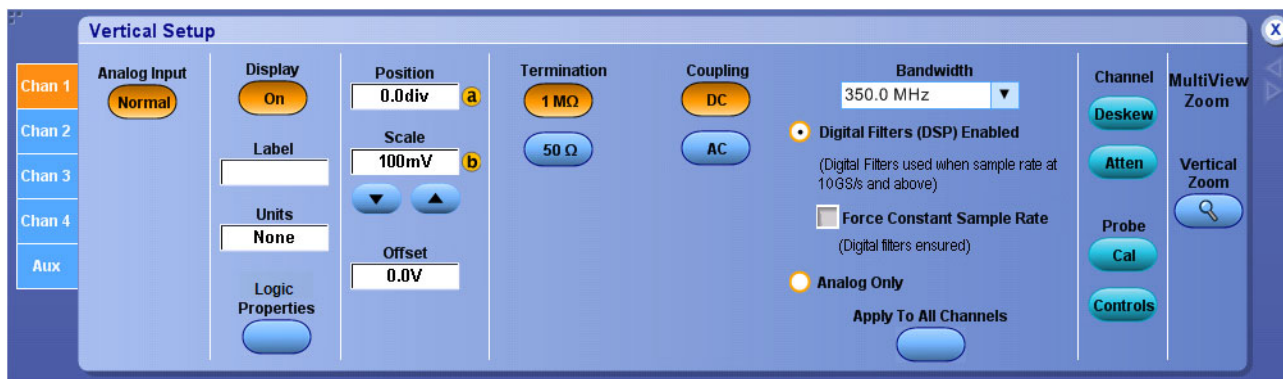 Vertical Setup
X
Chan 1
Chan 2
Chan 3
Chan 4
Aux
Analog Input
Normal
Display
On
Label
Units
None
Logic
Properties
Position
0.0div
a
Scale
100mV
b
Offset
0.0V
Termination
1 MΩ
50 Ω
Coupling
DC
AC
Bandwidth
350.0 MHz
Digital Filters (DSP) Enabled
(Digital Filters used when sample rate at
10GS/s and above)
Force Constant Sample Rate
(Digital filters ensured)
Analog Only
Apply To All Channels
Channel
Deskew
Atten
Probe
Cal
Controls
MultiView
Zoom
Vertical
Zoom